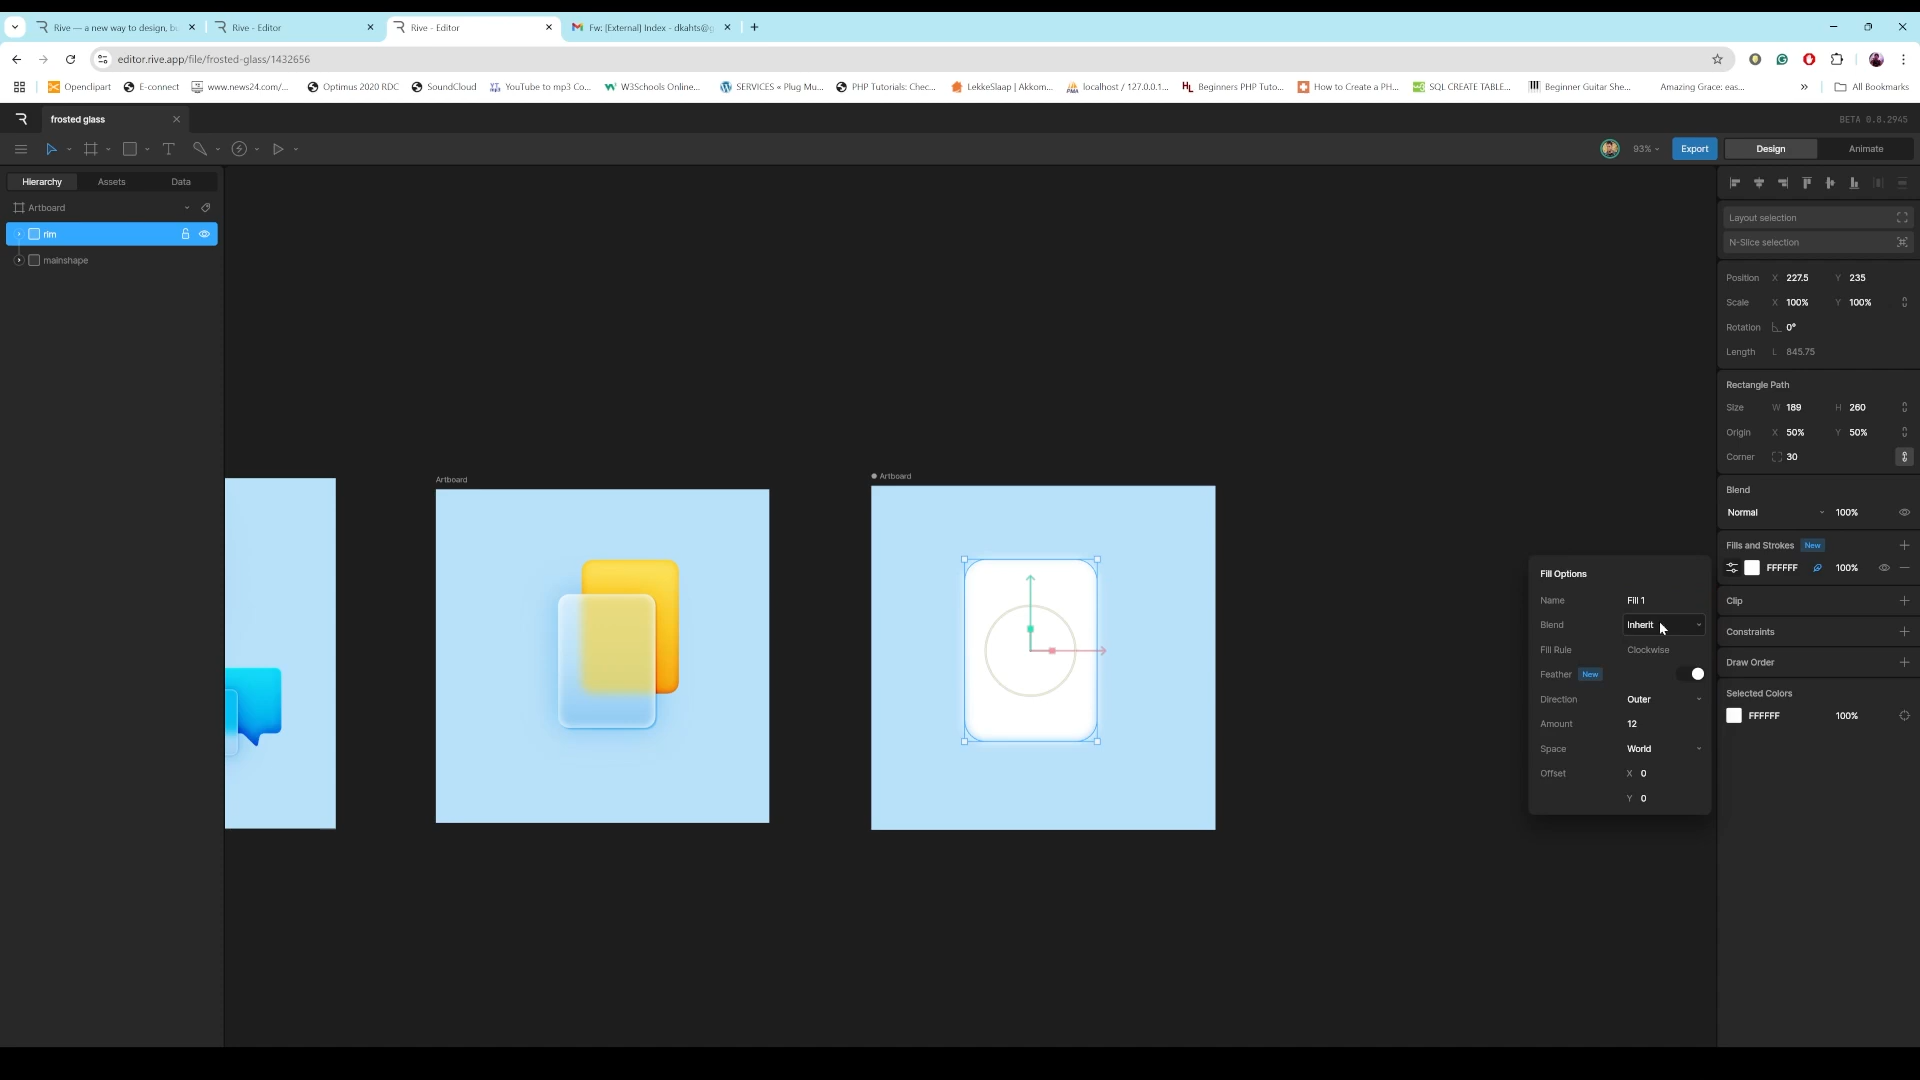 Rive — a new way to design, bu
Rive - Editor
Rive - Editor
Fw: [External] Index - dkahts@g
editor.rive.app/file/frosted-glass/1432656
Openclipart
E-connect
www.news24.com/...
Optimus 2020 RDC
SoundCloud
YouTube to mp3 Co...
W3Schools Online...
SERVICES « Plug Mu...
PHP Tutorials: Chec...
LekkeSlaap | Akkom...
localhost / 127.0.0.1...
Beginners PHP Tuto...
How to Create a PH...
SQL CREATE TABLE...
Beginner Guitar She...
Amazing Grace: eas...
All Bookmarks
frosted glass
BETA 0.8.2945
93%
Export
Design
Animate
Hierarchy
Assets
Data
Artboard
rim
mainshape
Artboard
Artboard
Fill Options
Name Fill 1
Blend Inherit
Fill Rule Clockwise
Feather New
Direction Outer
Amount 12
Space World
Offset X 0
Y 0
Layout selection
N-Slice selection
Position X 227.5 Y 235
Scale X 100% Y 100%
Rotation 0°
Length L 845.75
Rectangle Path
Size W 189 H 260
Origin X 50% Y 50%
Corner 30
Blend
Normal 100%
Fills and Strokes New
FFFFFF 100%
Clip
Constraints
Draw Order
Selected Colors
FFFFFF 100%